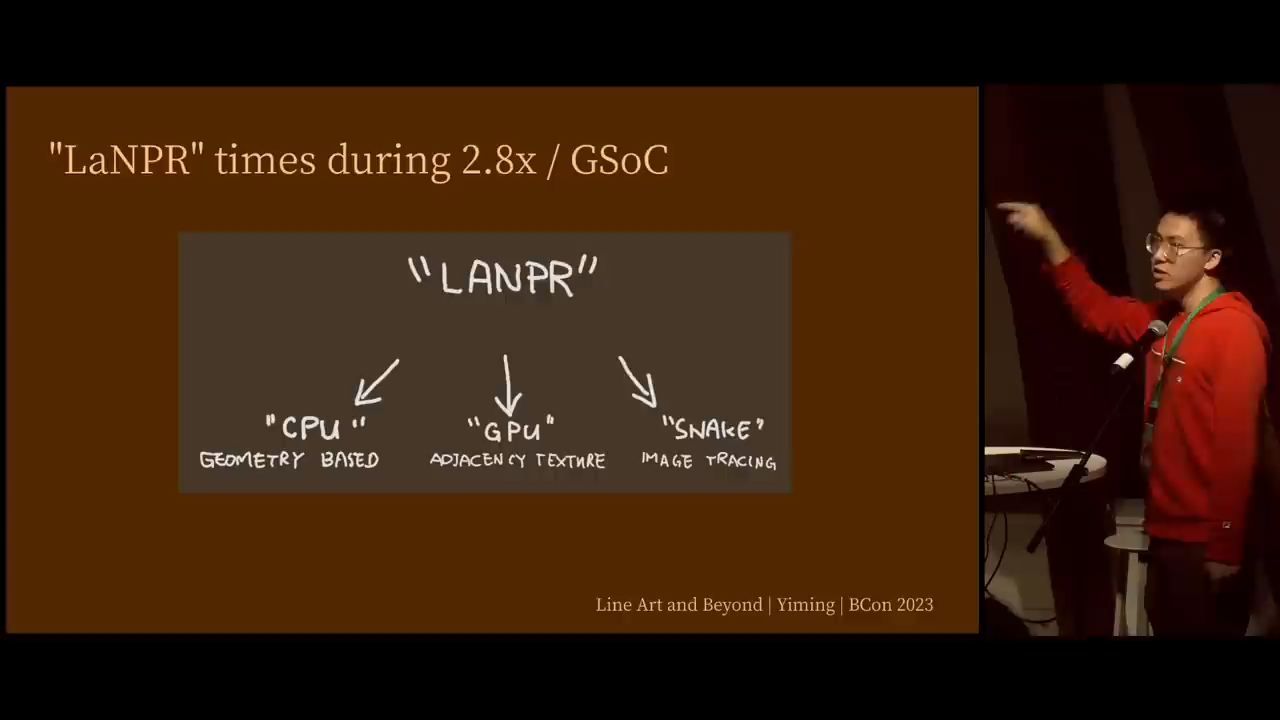 "LaNPR" times during 2.8x / GSoC
"LANPR"
"CPU" "GPU" "SNAKE"
GEOMETRY BASED ADJACENCY TEXTURE IMAGE TRACING
Line Art and Beyond | Yiming | BCon 2023